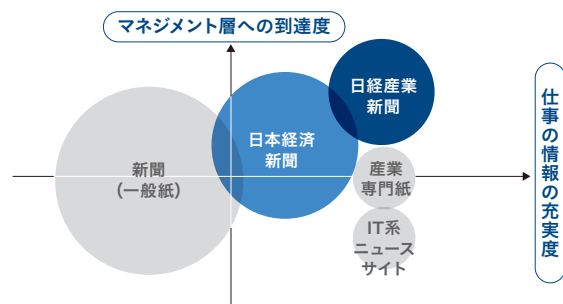 マネジメント層への到達度
日経産業
新聞
日本経済
新聞
新聞
(一般紙)
産業
専門紙
IT系
ニュース
サイト
仕事の情報の充実度